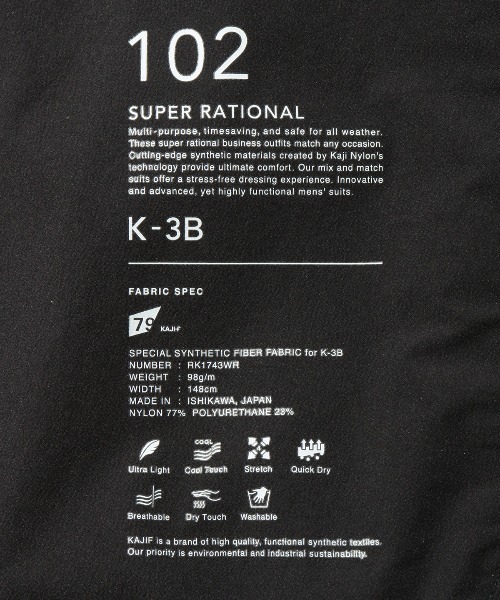 102
SUPER RATIONAL
Multi-purpose, timesaving, and safe for all weather.
These super rational business outfits match any occasion.
Cutting-edge synthetic materials created by Kaji Nylon's
technology provide ultimate comfort. Our mix and match
suits offer a stress-free dressing experience. Innovative
and advanced, yet highly functional mens' suits.
K-3B
FABRIC SPEC
79 KAJIF
SPECIAL SYNTHETIC FIBER FABRIC for K-3B
NUMBER : RK1743WR
WEIGHT : 98g/m
WIDTH : 148cm
MADE IN : ISHIKAWA, JAPAN
NYLON 77% POLYURETHANE 23%
COOL
Ultra Light Cool Touch Stretch Quick Dry
Breathable Dry Touch Washable
KAJIF is a brand of high quality, functional synthetic textiles.
Our priority is environmental and industrial sustainability.